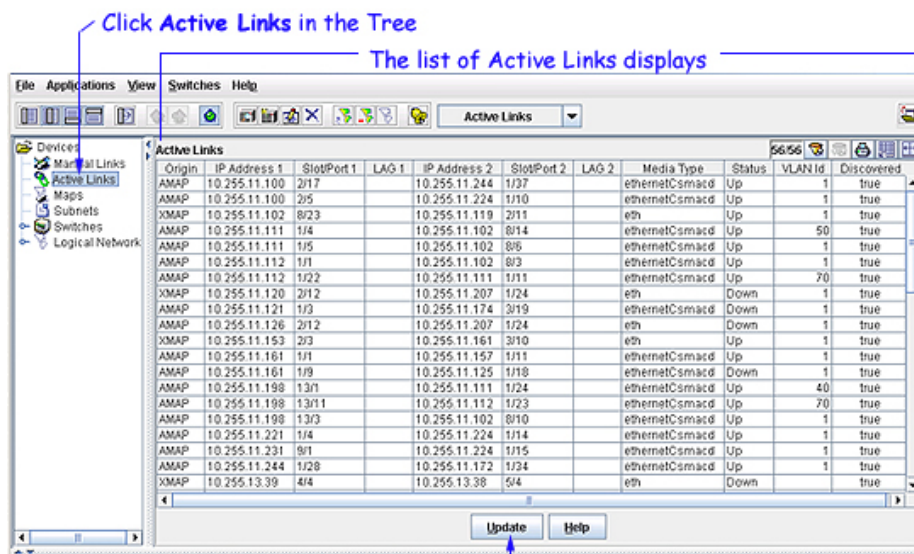 Click Active Links in the Tree
The list of Active Links displays
File Applications View Switches Help
Active Links
Devices
Manual Links
Active Links
Maps
Subnets
Switches
Logical Network
Active Links 56/56
Origin IP Address 1 Slot/Port 1 LAG 1 IP Address 2 Slot/Port 2 LAG 2 Media Type Status VLAN Id Discovered
AMAP 10.255.11.100 2/17 10.255.11.244 1/37 ethernetCsmacd Up 1 true
AMAP 10.255.11.100 2/5 10.255.11.224 1/10 ethernetCsmacd Up 1 true
XMAP 10.255.11.102 8/23 10.255.11.119 2/11 eth Up 1 true
AMAP 10.255.11.111 1/4 10.255.11.102 8/14 ethernetCsmacd Up 50 true
AMAP 10.255.11.111 1/5 10.255.11.102 8/6 ethernetCsmacd Up 1 true
AMAP 10.255.11.112 1/1 10.255.11.102 8/3 ethernetCsmacd Up 1 true
AMAP 10.255.11.112 1/22 10.255.11.111 1/11 ethernetCsmacd Up 70 true
XMAP 10.255.11.120 2/12 10.255.11.207 1/24 eth Down 1 true
AMAP 10.255.11.121 1/3 10.255.11.174 3/19 ethernetCsmacd Down 1 true
XMAP 10.255.11.126 2/12 10.255.11.207 1/24 eth Down 1 true
XMAP 10.255.11.153 2/3 10.255.11.161 3/10 eth Up 1 true
AMAP 10.255.11.161 1/1 10.255.11.157 1/11 ethernetCsmacd Up 1 true
AMAP 10.255.11.161 1/9 10.255.11.125 1/18 ethernetCsmacd Down 1 true
AMAP 10.255.11.198 13/1 10.255.11.111 1/24 ethernetCsmacd Up 40 true
AMAP 10.255.11.198 13/11 10.255.11.112 1/23 ethernetCsmacd Up 70 true
AMAP 10.255.11.198 13/3 10.255.11.102 8/10 ethernetCsmacd Up 1 true
AMAP 10.255.11.221 1/4 10.255.11.224 1/14 ethernetCsmacd Up 1 true
AMAP 10.255.11.231 9/1 10.255.11.224 1/15 ethernetCsmacd Up 1 true
AMAP 10.255.11.244 1/28 10.255.11.172 1/34 ethernetCsmacd Up 1 true
XMAP 10.255.13.39 4/4 10.255.13.38 5/4 eth Down true
Update Help